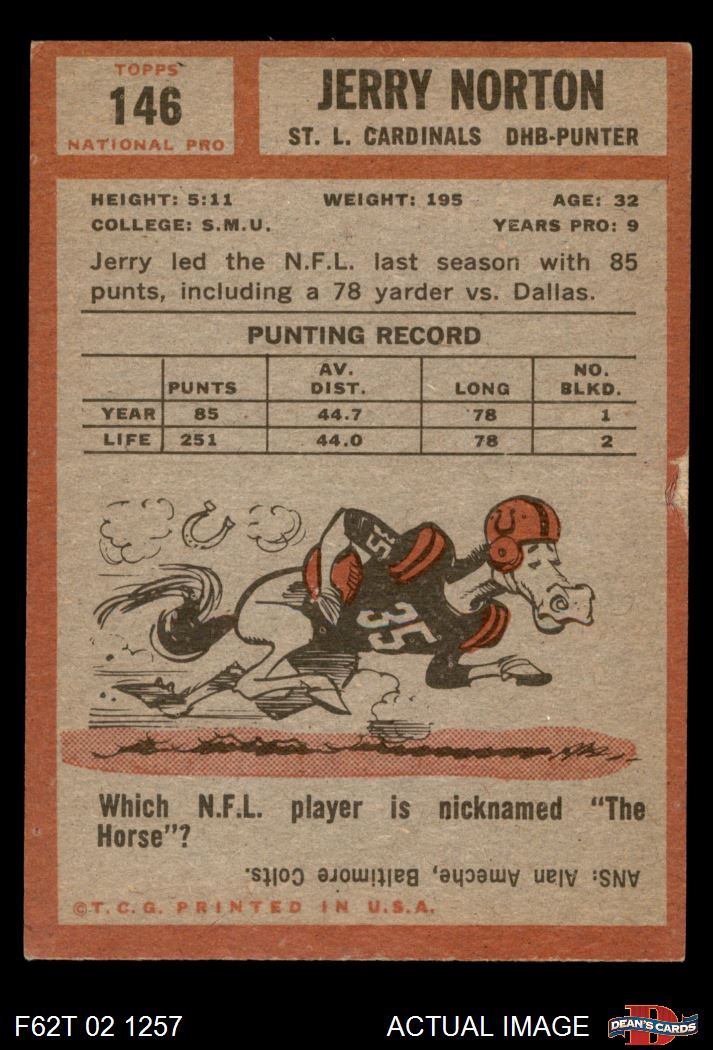 TOPPS
146
NATIONAL PRO
JERRY NORTON
ST. L. CARDINALS DHB-PUNTER
HEIGHT: 5:11 WEIGHT: 195 AGE: 32
COLLEGE: S.M.U. YEARS PRO: 9
Jerry led the N.F.L. last season with 85
punts, including a 78 yarder vs. Dallas.
PUNTING RECORD
PUNTS AV. DIST. LONG NO. BLKD.
YEAR 85 44.7 78 1
LIFE 251 44.0 78 2
35
35
Which N.F.L. player is nicknamed "The
Horse"?
ANS: Alan Ameche, Baltimore Colts.
©T.C.G. PRINTED IN U.S.A.
F62T 02 1257 ACTUAL IMAGE
D
DEAN'S CARDS